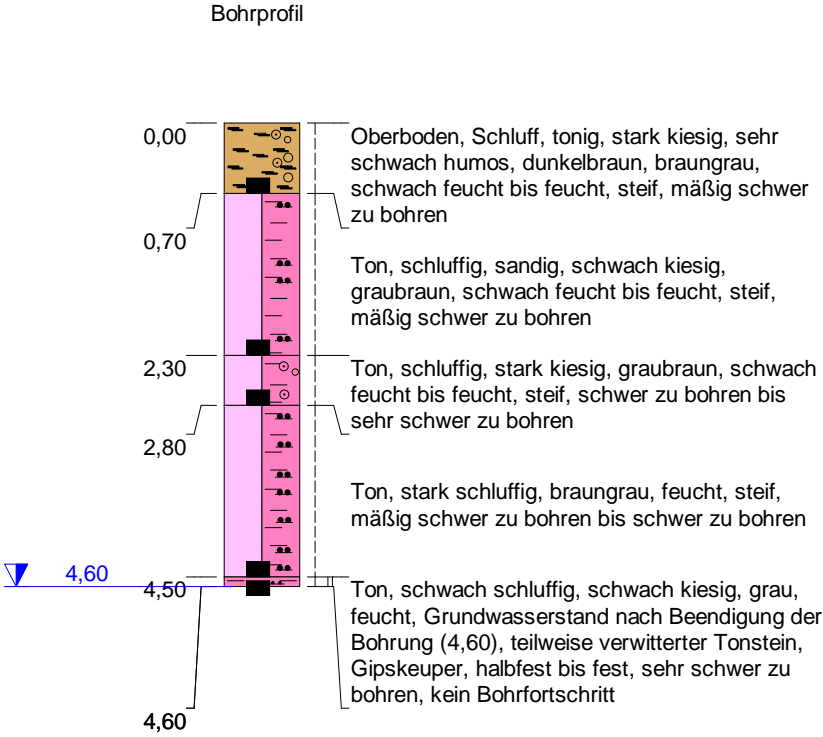 Bohrprofil
0,00
Oberboden, Schluff, tonig, stark kiesig, sehr
schwach humos, dunkelbraun, braungrau,
schwach feucht bis feucht, steif, mäßig schwer
zu bohren
0,70
Ton, schluffig, sandig, schwach kiesig,
graubraun, schwach feucht bis feucht, steif,
mäßig schwer zu bohren
2,30
Ton, schluffig, stark kiesig, graubraun, schwach
feucht bis feucht, steif, schwer zu bohren bis
sehr schwer zu bohren
2,80
Ton, stark schluffig, braungrau, feucht, steif,
mäßig schwer zu bohren bis schwer zu bohren
4,60
4,50
Ton, schwach schluffig, schwach kiesig, grau,
feucht, Grundwasserstand nach Beendigung der
Bohrung (4,60), teilweise verwitterter Tonstein,
Gipskeuper, halbfest bis fest, sehr schwer zu
bohren, kein Bohrfortschritt
4,60